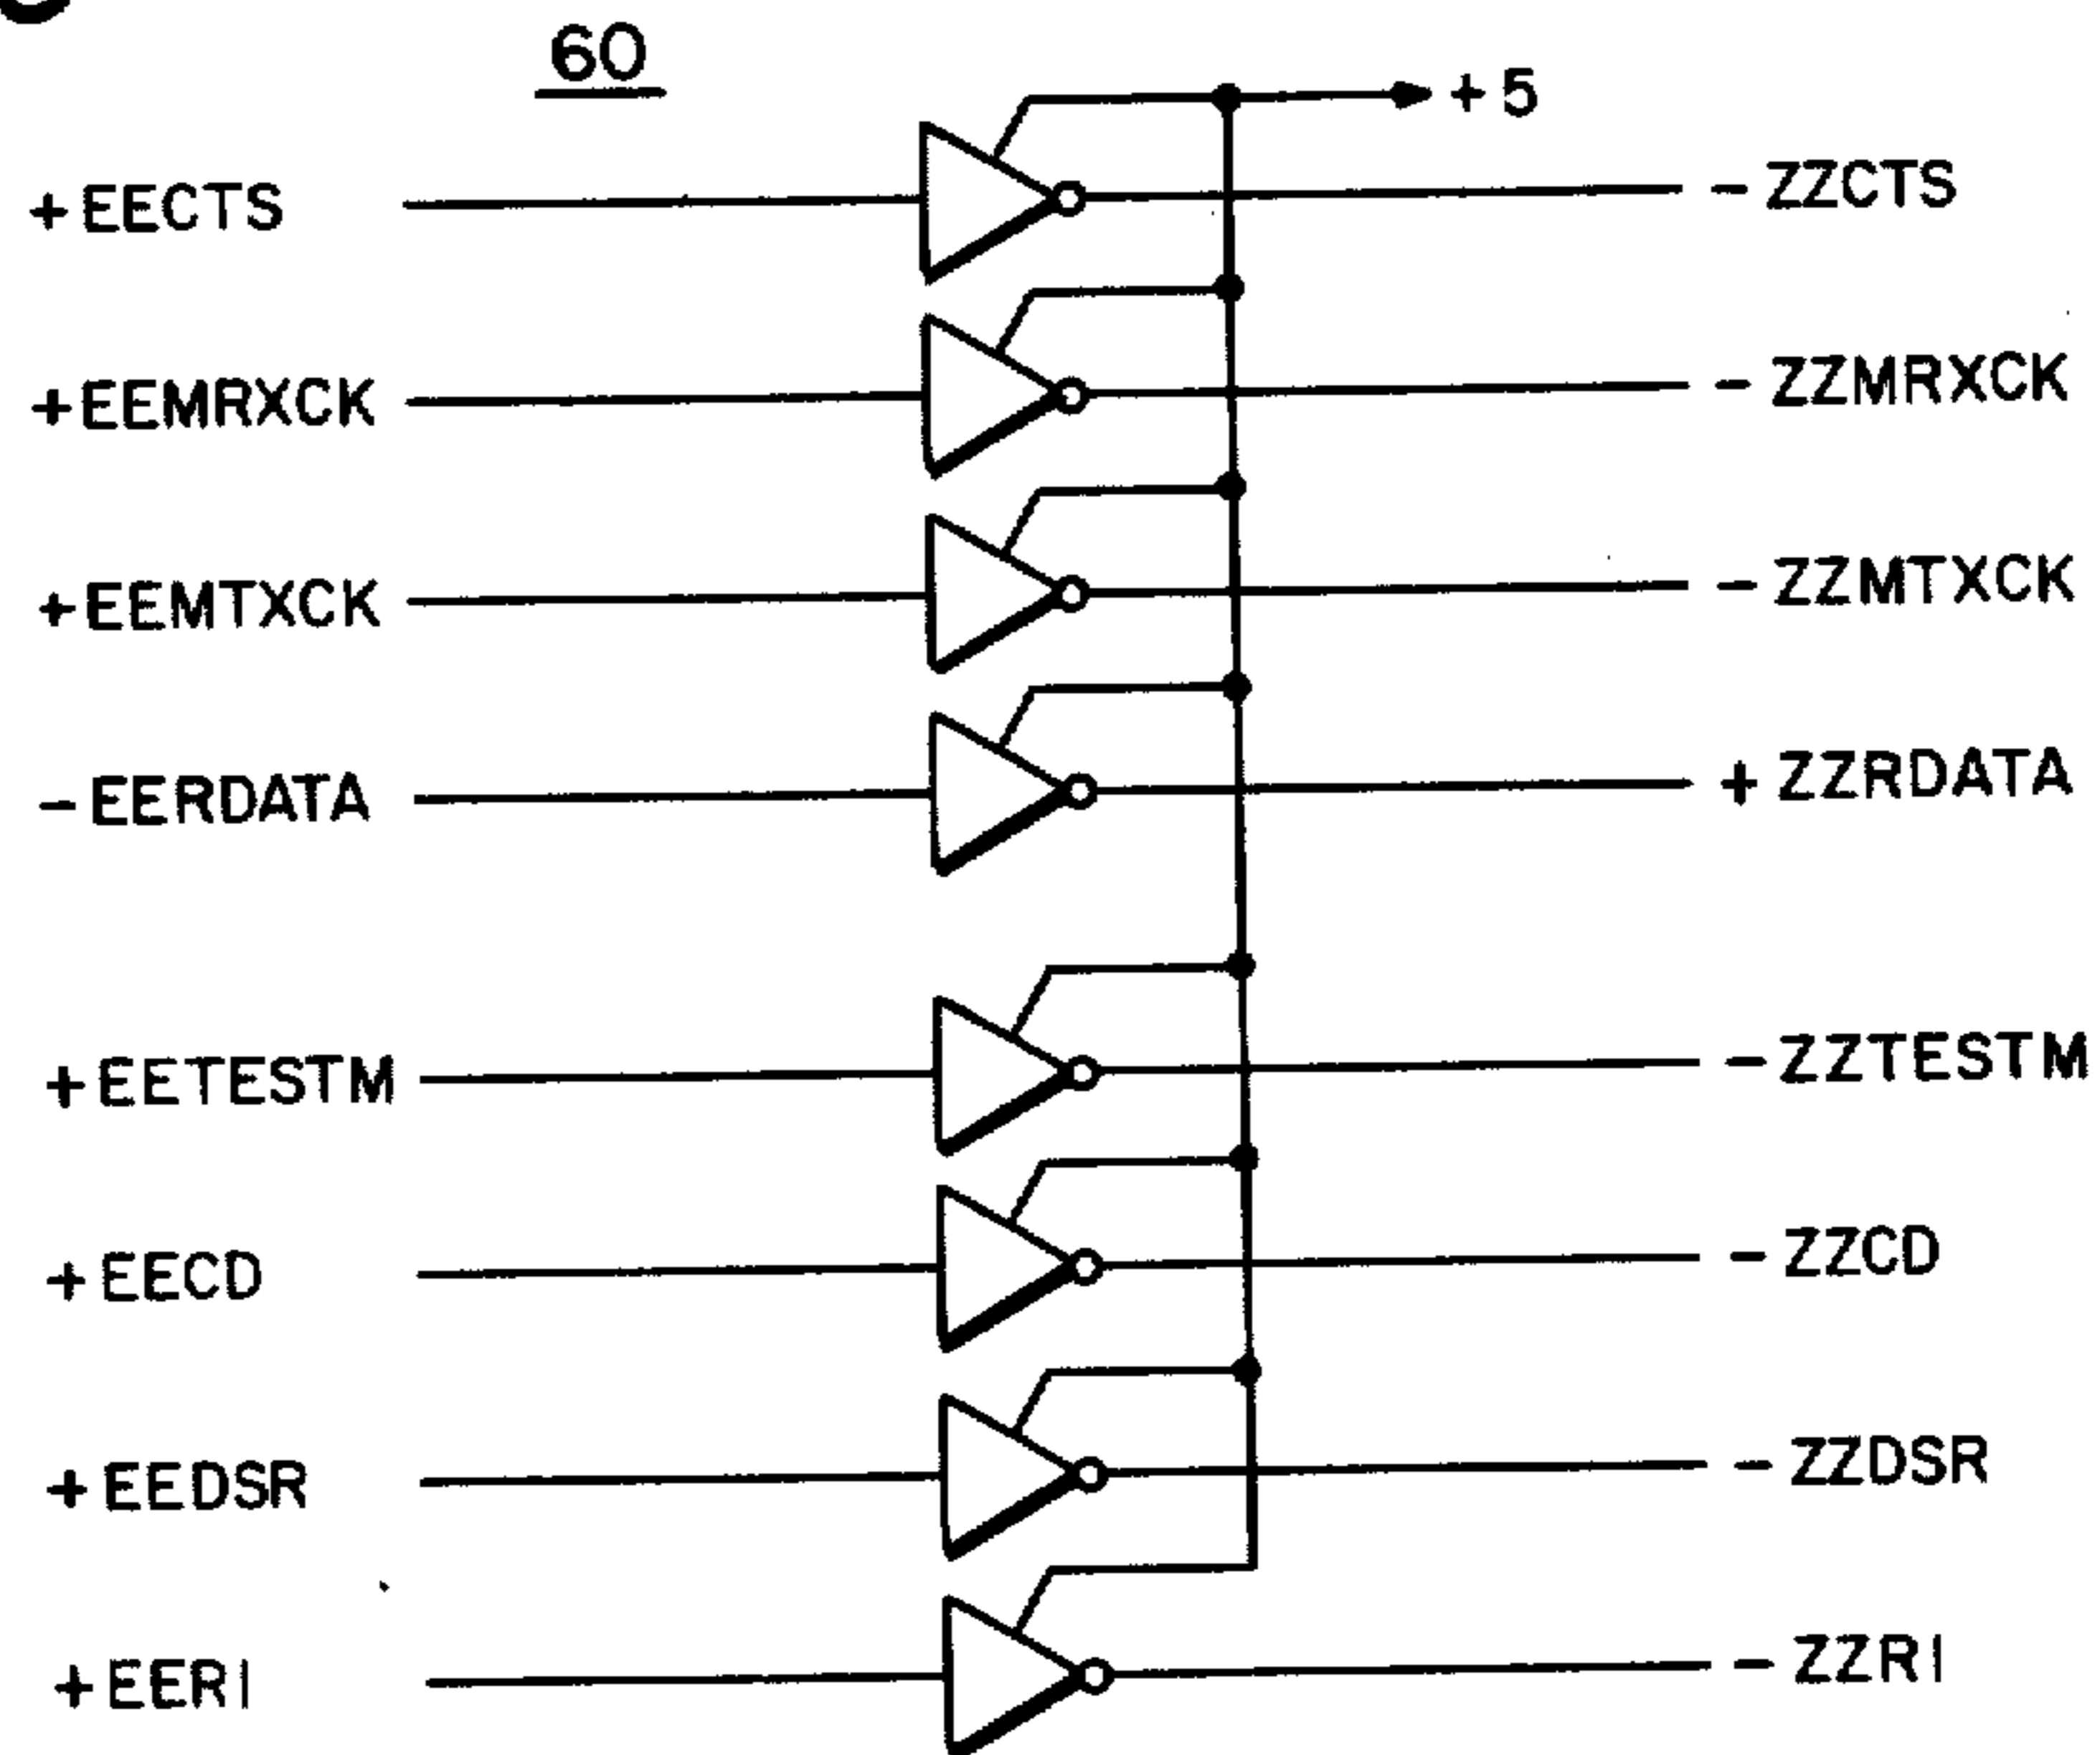 60
+5
+EECTS -ZZCTS
+EEMRXCK -ZZMRXCK
+EEMTXCK -ZZMTXCK
-EERDATA +ZZRDATA
+EETESTM -ZZTESTM
+EECD -ZZCD
+EEDSR -ZZDSR
+EERI -ZZRI